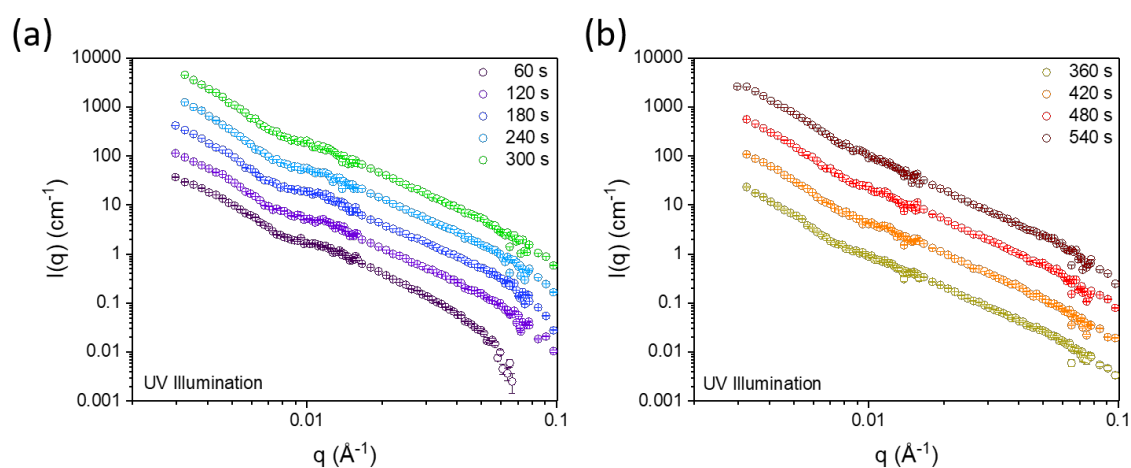 (a)
10000
1000
100
10
1
0.1
0.01
0.001
I(q) (cm⁻¹)
60 s
120 s
180 s
240 s
300 s
UV Illumination
0.01
0.1
q (Å⁻¹)
(b)
10000
1000
100
10
1
0.1
0.01
0.001
I(q) (cm⁻¹)
360 s
420 s
480 s
540 s
UV Illumination
0.01
0.1
q (Å⁻¹)